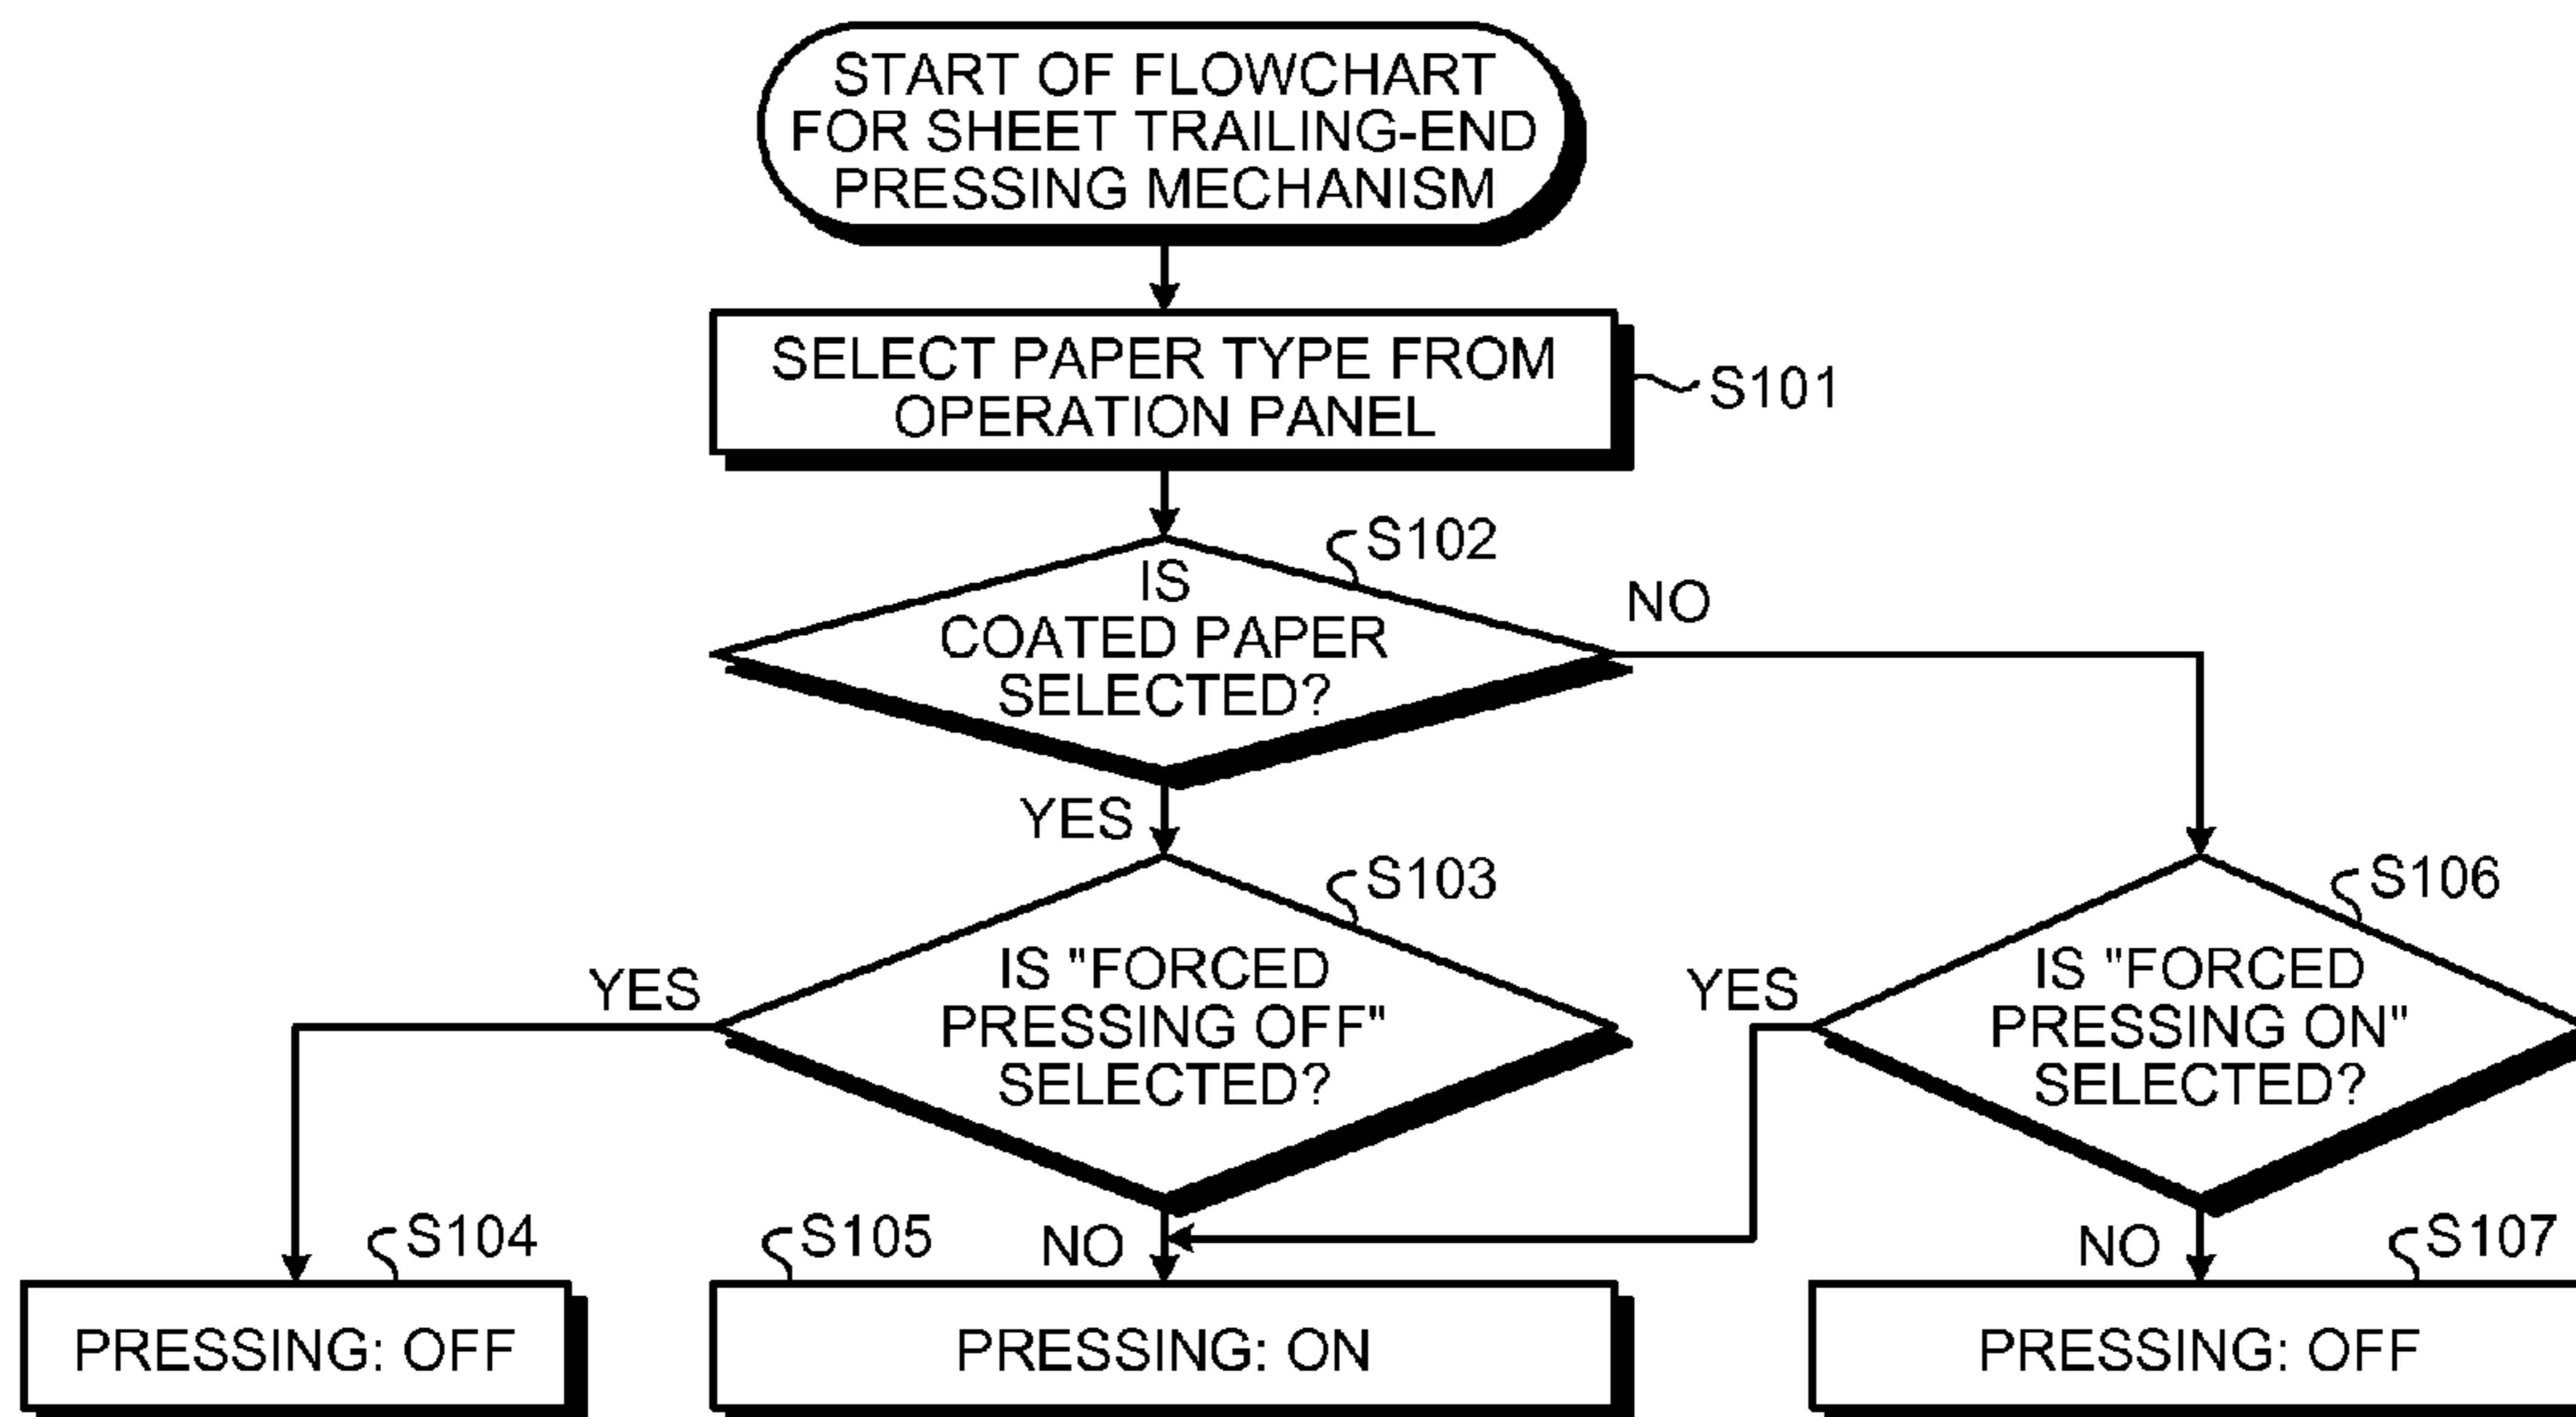 START OF FLOWCHART
FOR SHEET TRAILING-END
PRESSING MECHANISM
SELECT PAPER TYPE FROM
OPERATION PANEL
S101
S102
IS
COATED PAPER
SELECTED?
NO
YES
S103
IS "FORCED
PRESSING OFF"
SELECTED?
YES
NO
S106
IS "FORCED
PRESSING ON"
SELECTED?
YES
NO
S104
PRESSING: OFF
S105
PRESSING: ON
S107
PRESSING: OFF